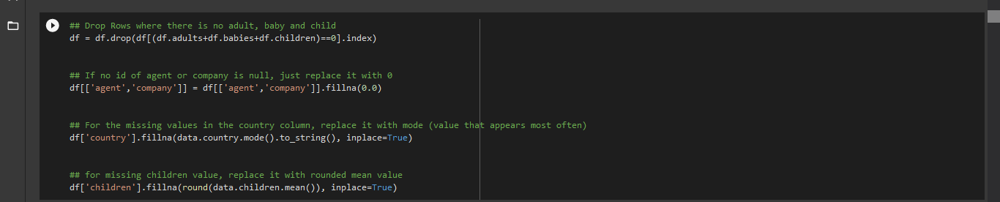 ## Drop Rows where there is no adult, baby and child
df = df.drop(df[(df.adults+df.babies+df.children)==0].index)
## If no id of agent or company is null, just replace it with 0
df[['agent','company']] = df[['agent','company']].fillna(0.0)
## For the missing values in the country column, replace it with mode (value that appears most often)
df['country'].fillna(data.country.mode().to_string(), inplace=True)
## for missing children value, replace it with rounded mean value
df['children'].fillna(round(data.children.mean()), inplace=True)